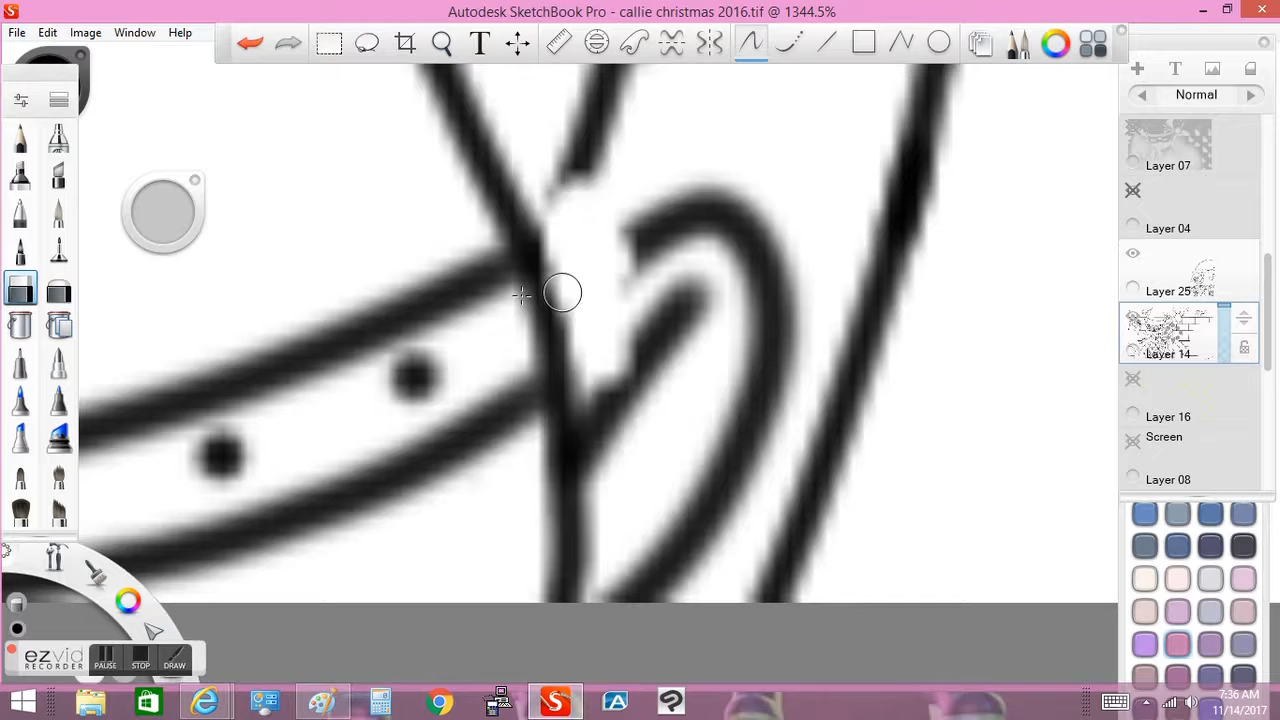 Autodesk SketchBook Pro - callie christmas 2016.tif @ 1344.5%
File Edit Image Window Help
Normal
Layer 07
Layer 04
Layer 25
Layer 14
Layer 16
Screen
Layer 08
ezvid
RECORDER
PAUSE STOP DRAW
7:36 AM
11/14/2017